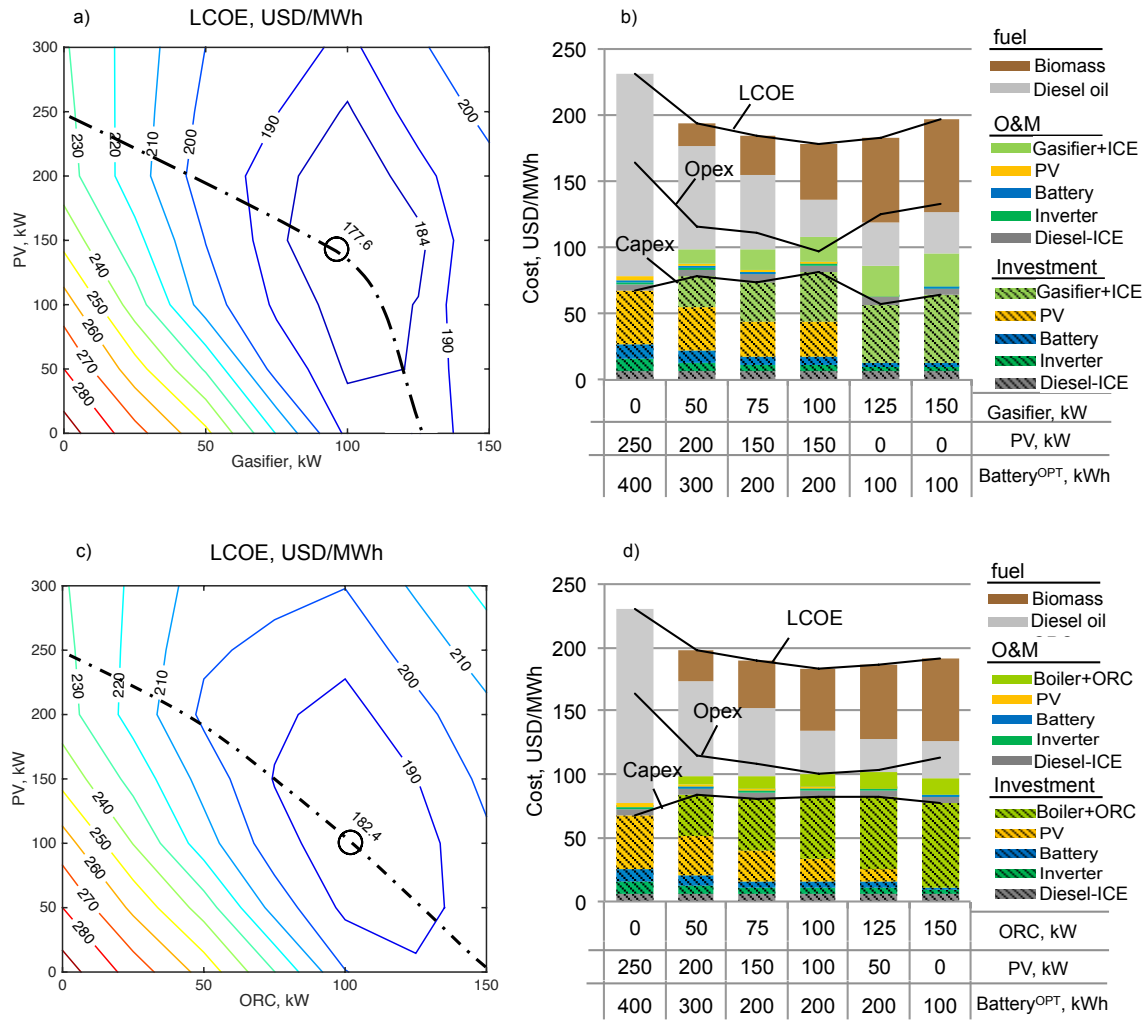 a)
LCOE, USD/MWh
300
250
200
150
100
50
0
PV, kW
0
50
100
150
Gasifier, kW
230
220
210
200
190
200
184
190
177.6
240
250
260
270
280
b)
250
200
150
100
50
0
Cost, USD/MWh
LCOE
Opex
Capex
fuel
Biomass
Diesel oil
O&M
Gasifier+ICE
PV
Battery
Inverter
Diesel-ICE
Investment
Gasifier+ICE
PV
Battery
Inverter
Diesel-ICE
0 50 75 100 125 150 Gasifier, kW
250 200 150 150 0 0 PV, kW
400 300 200 200 100 100 Battery^OPT, kWh
c)
LCOE, USD/MWh
300
250
200
150
100
50
0
PV, kW
0
50
100
150
ORC, kW
230
220
210
200
210
190
182.4
240
250
260
270
280
d)
250
200
150
100
50
0
Cost, USD/MWh
LCOE
Opex
Capex
fuel
Biomass
Diesel oil
O&M
Boiler+ORC
PV
Battery
Inverter
Diesel-ICE
Investment
Boiler+ORC
PV
Battery
Inverter
Diesel-ICE
0 50 75 100 125 150 ORC, kW
250 200 150 100 50 0 PV, kW
400 300 200 200 200 100 Battery^OPT, kWh